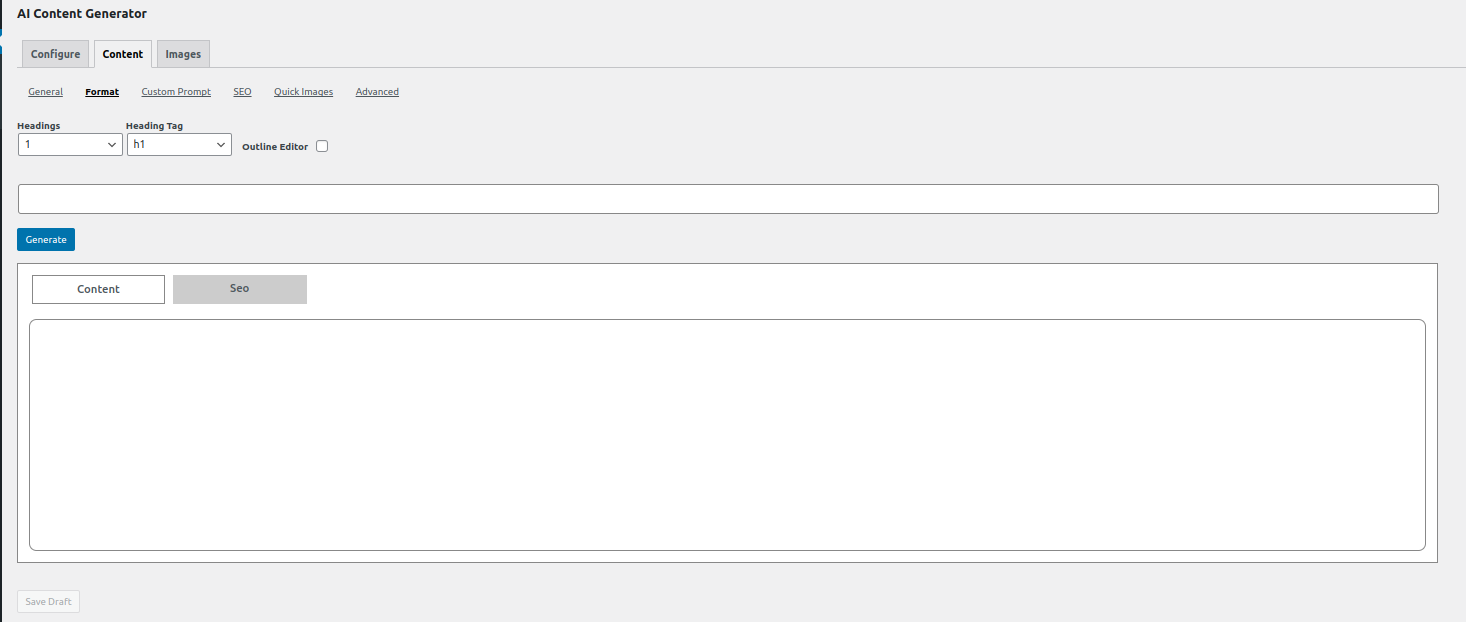 AI Content Generator
Configure Content Images
General Format Custom Prompt SEO Quick Images Advanced
Headings Heading Tag
1 h1 Outline Editor
Generate
Content Seo
Save Draft